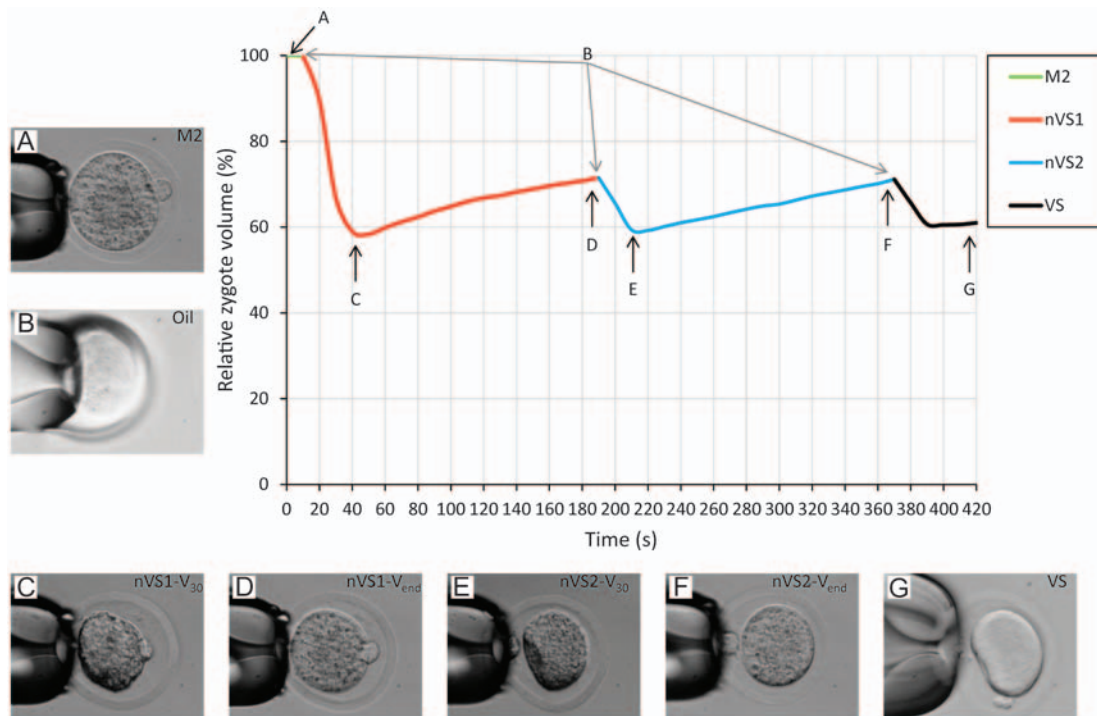 A
B
100
80
60
40
20
0
Relative zygote volume (%)
C
D
E
F
G
0 20 40 60 80 100 120 140 160 180 200 220 240 260 280 300 320 340 360 380 400 420
Time (s)
M2
nVS1
nVS2
VS
A M2
B Oil
C nVS1-V30
D nVS1-Vend
E nVS2-V30
F nVS2-Vend
G VS